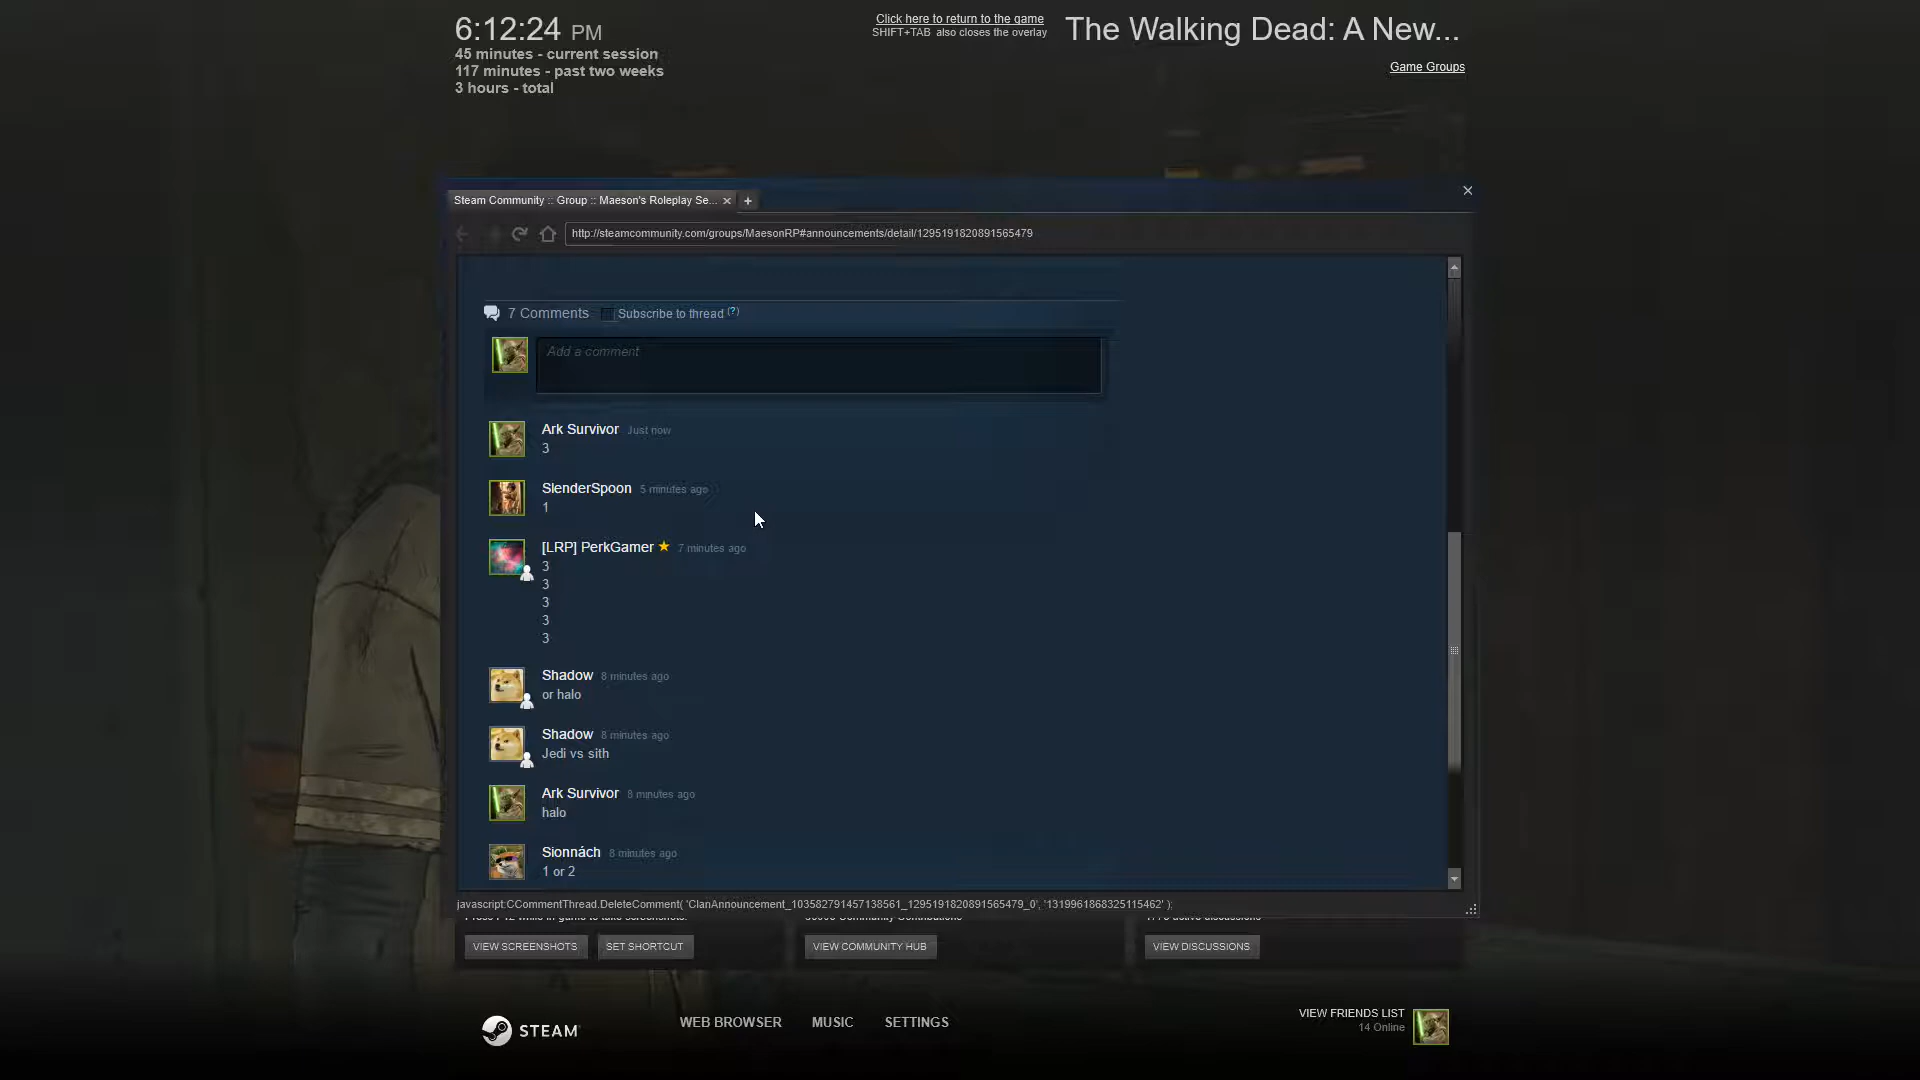 6:12:24 PM
45 minutes - current session
117 minutes - past two weeks
3 hours - total
Click here to return to the game
SHIFT+TAB also closes the overlay
The Walking Dead: A New...
Game Groups
Steam Community :: Group :: Maeson's Roleplay Se...
http://steamcommunity.com/groups/MaesonRP#announcements/detail/1295191820891565479
7 Comments
Subscribe to thread (?)
Add a comment
Ark Survivor Just now
3
SlenderSpoon 5 minutes ago
1
[LRP] PerkGamer ★ 7 minutes ago
3
3
3
3
3
Shadow 8 minutes ago
or halo
Shadow 8 minutes ago
Jedi vs sith
Ark Survivor 8 minutes ago
halo
Sionnách 8 minutes ago
1 or 2
javascript:CCommentThread.DeleteComment( 'ClanAnnouncement_103582791457138561_1295191820891565479_0', '1319961868325115462' );
VIEW SCREENSHOTS
SET SHORTCUT
VIEW COMMUNITY HUB
VIEW DISCUSSIONS
STEAM
WEB BROWSER
MUSIC
SETTINGS
VIEW FRIENDS LIST
14 Online